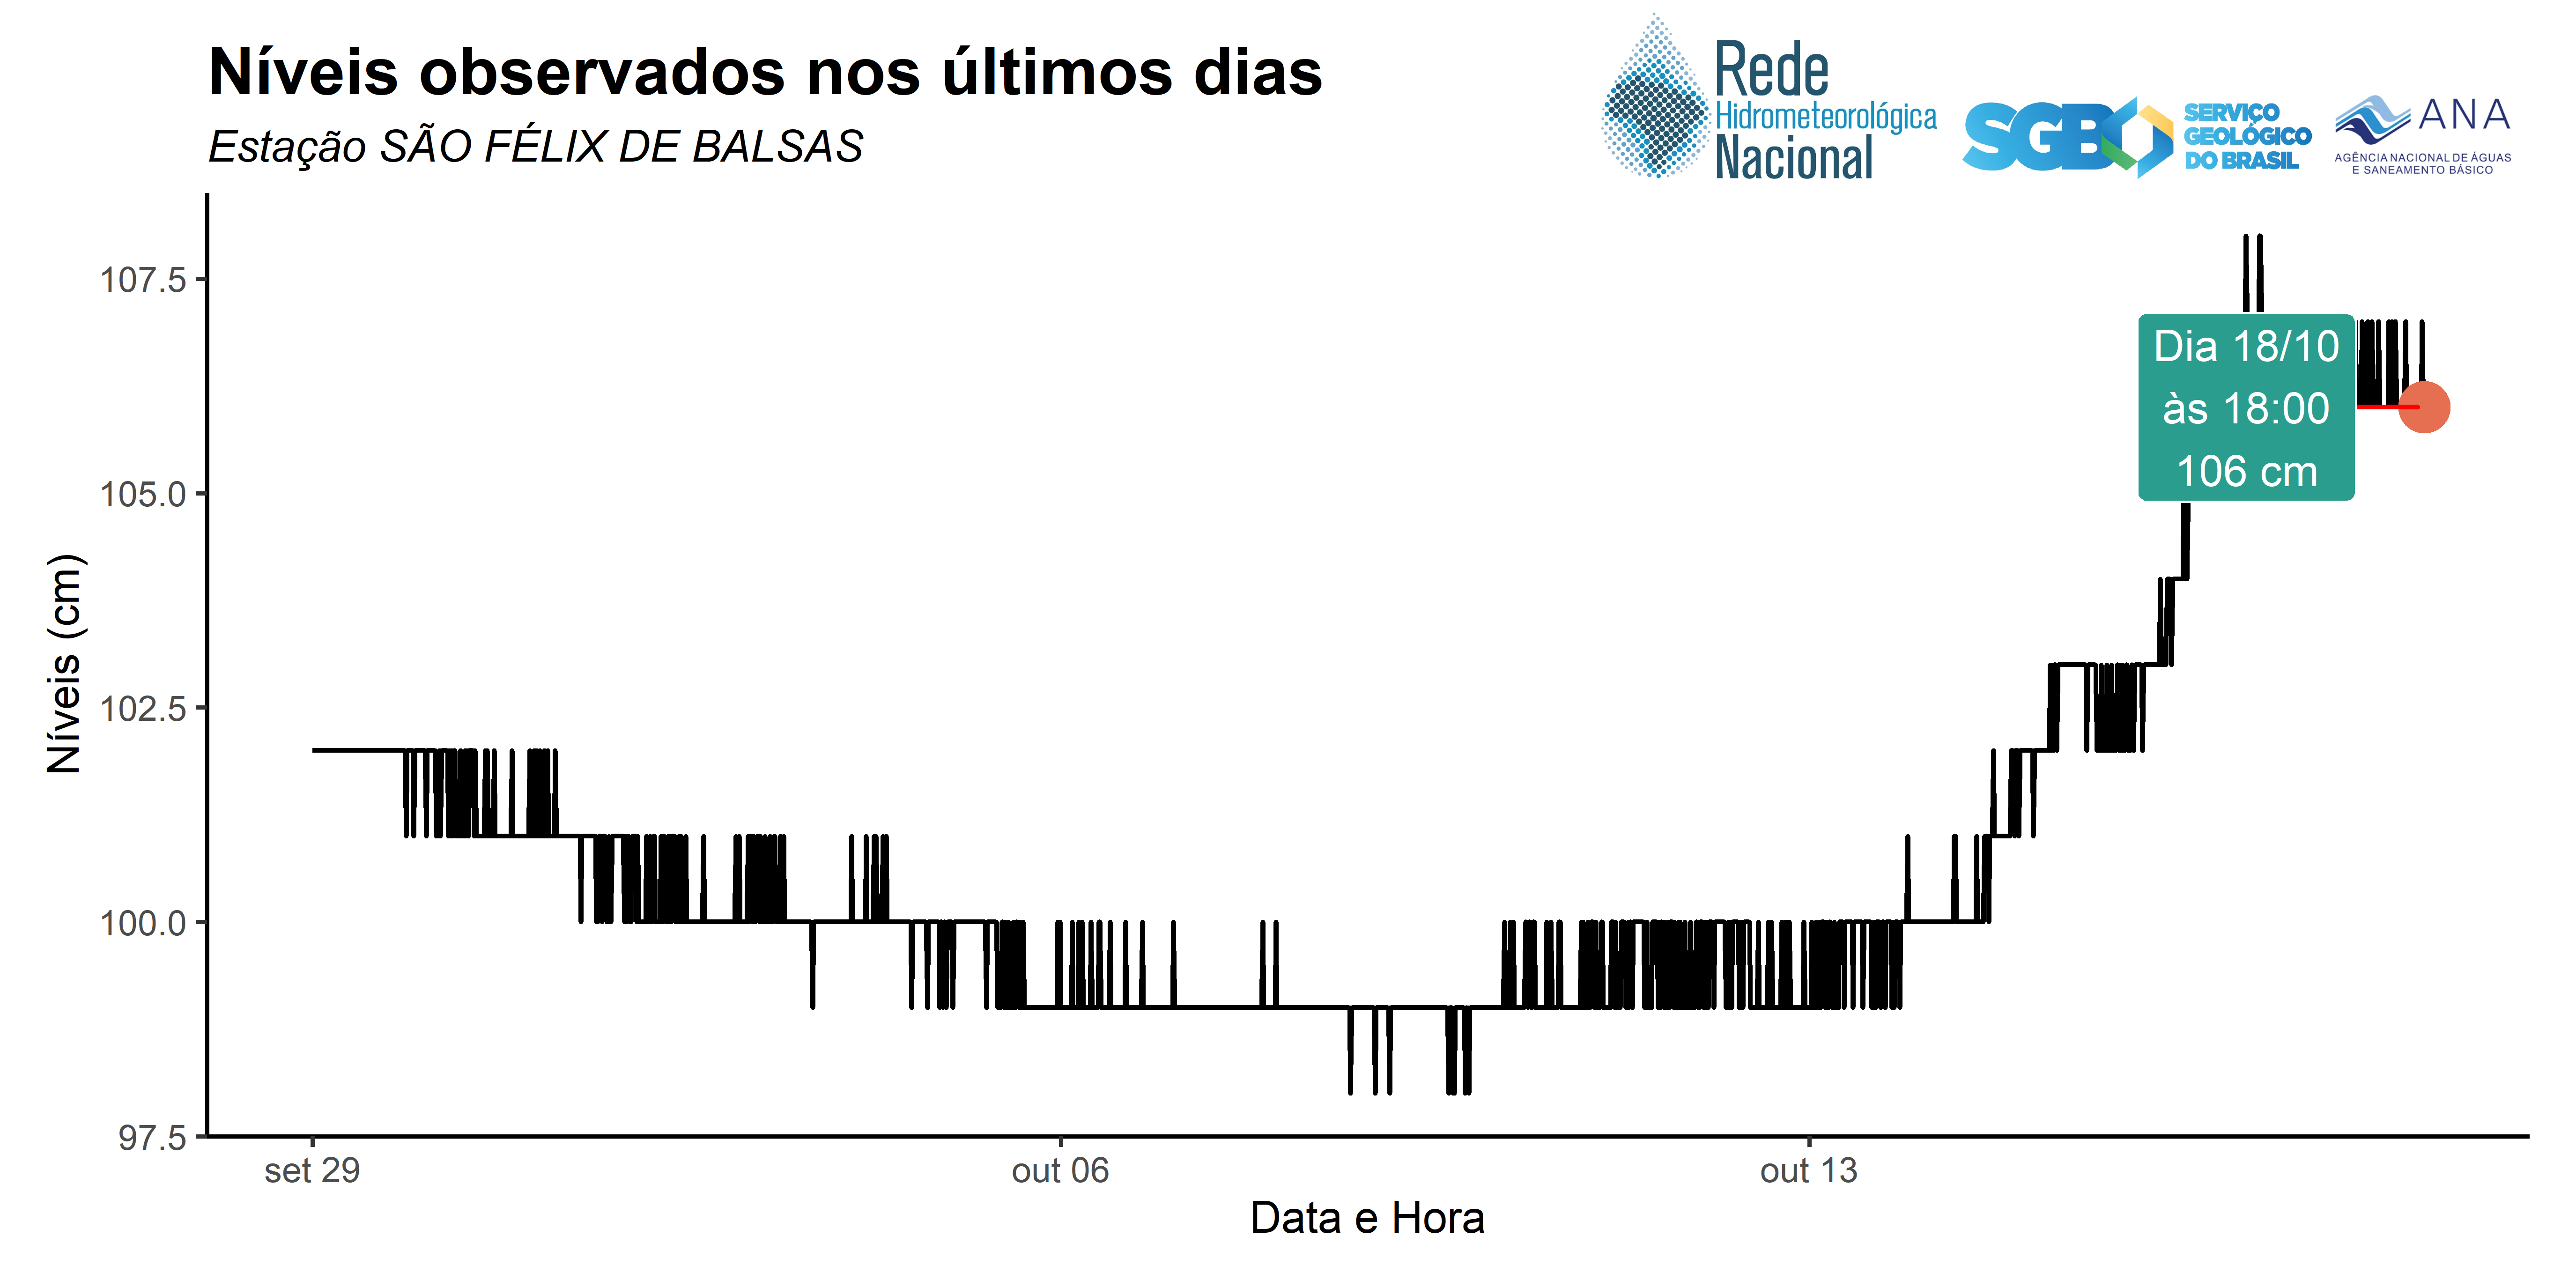 Níveis observados nos últimos dias
Estação SÃO FÉLIX DE BALSAS
Rede
Hidrometeorológica
Nacional
SGB
SERVIÇO
GEOLÓGICO
DO BRASIL
ANA
AGÊNCIA NACIONAL DE ÁGUAS
E SANEAMENTO BÁSICO
Níveis (cm)
107.5
105.0
102.5
100.0
97.5
Dia 18/10
às 18:00
106 cm
set 29
out 06
out 13
Data e Hora